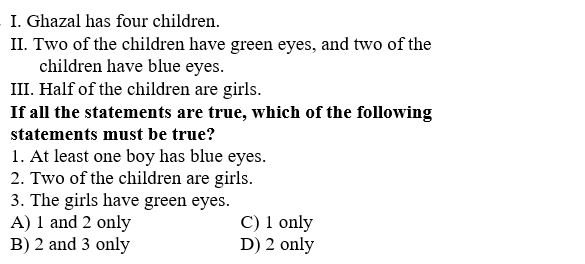 I. Ghazal has four children.
II. Two of the children have green eyes, and two of the
children have blue eyes.
III. Half of the children are girls.
If all the statements are true, which of the following
statements must be true?
1. At least one boy has blue eyes.
2. Two of the children are girls.
3. The girls have green eyes.
A) 1 and 2 only C) 1 only
B) 2 and 3 only D) 2 only